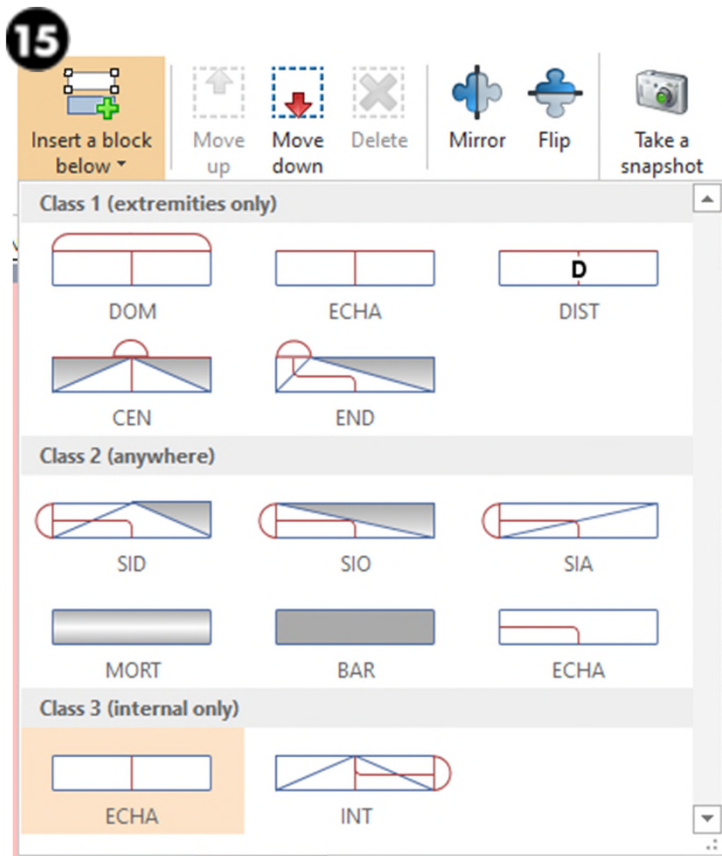 15
Insert a block
below
Move
up
Move
down
Delete
Mirror
Flip
Take a
snapshot
Class 1 (extremities only)
D
DOM
ECHA
DIST
CEN
END
Class 2 (anywhere)
SID
SIO
SIA
MORT
BAR
ECHA
Class 3 (internal only)
ECHA
INT